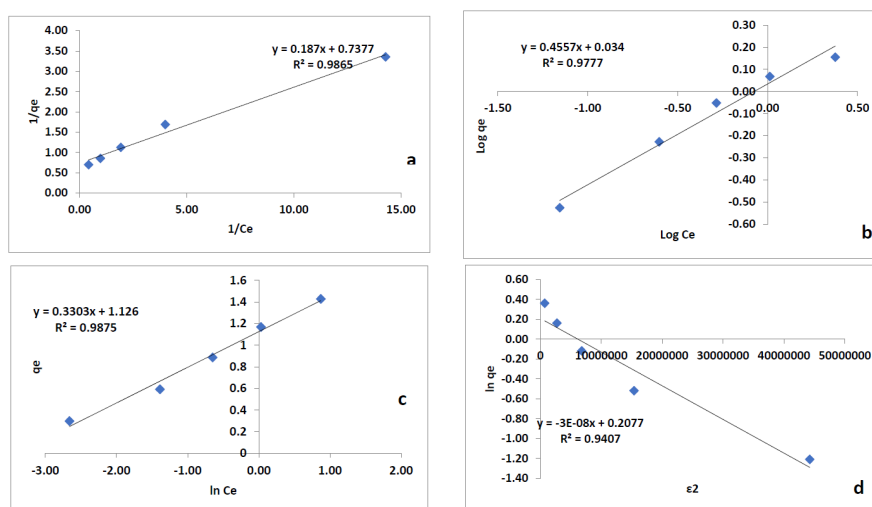 4.00
3.50
3.00
2.50
2.00
1.50
1.00
0.50
0.00
1/qe
y = 0.187x + 0.7377
R² = 0.9865
a
0.00 5.00 10.00 15.00
1/Ce
0.30
0.20
0.10
0.00
-0.10
-0.20
-0.30
-0.40
-0.50
-0.60
y = 0.4557x + 0.034
R² = 0.9777
-1.50 -1.00 -0.50 0.00 0.50
Log qe
Log Ce
b
1.6
1.4
1.2
1
0.8
0.6
0.4
0.2
0
y = 0.3303x + 1.126
R² = 0.9875
qe
c
-3.00 -2.00 -1.00 0.00 1.00 2.00
ln Ce
0.60
0.40
0.20
0.00
-0.20
-0.40
-0.60
-0.80
-1.00
-1.20
-1.40
0 10000000 20000000 30000000 40000000 50000000
ln qe
y = -3E-08x + 0.2077
R² = 0.9407
ε2
d